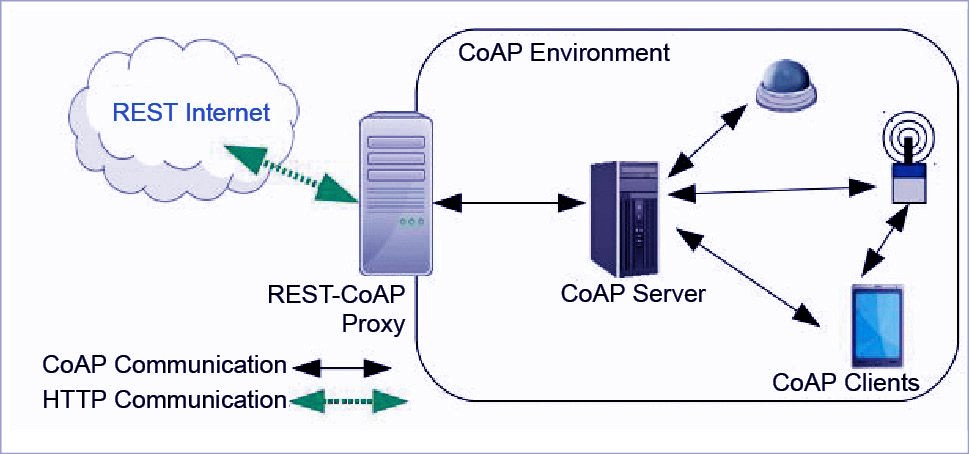 CoAP Environment
REST Internet
REST-CoAP
Proxy
CoAP Server
CoAP Clients
CoAP Communication
HTTP Communication